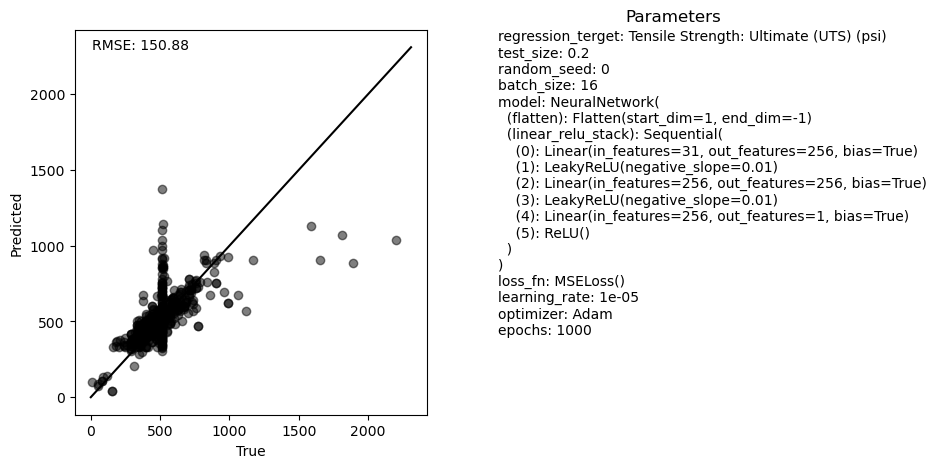 Parameters
RMSE: 150.88
2000
1500
1000
500
0
Predicted
0
500
1000
1500
2000
True
regression_terget: Tensile Strength: Ultimate (UTS) (psi)
test_size: 0.2
random_seed: 0
batch_size: 16
model: NeuralNetwork(
(flatten): Flatten(start_dim=1, end_dim=-1)
(linear_relu_stack): Sequential(
(0): Linear(in_features=31, out_features=256, bias=True)
(1): LeakyReLU(negative_slope=0.01)
(2): Linear(in_features=256, out_features=256, bias=True)
(3): LeakyReLU(negative_slope=0.01)
(4): Linear(in_features=256, out_features=1, bias=True)
(5): ReLU()
)
)
loss_fn: MSELoss()
learning_rate: 1e-05
optimizer: Adam
epochs: 1000